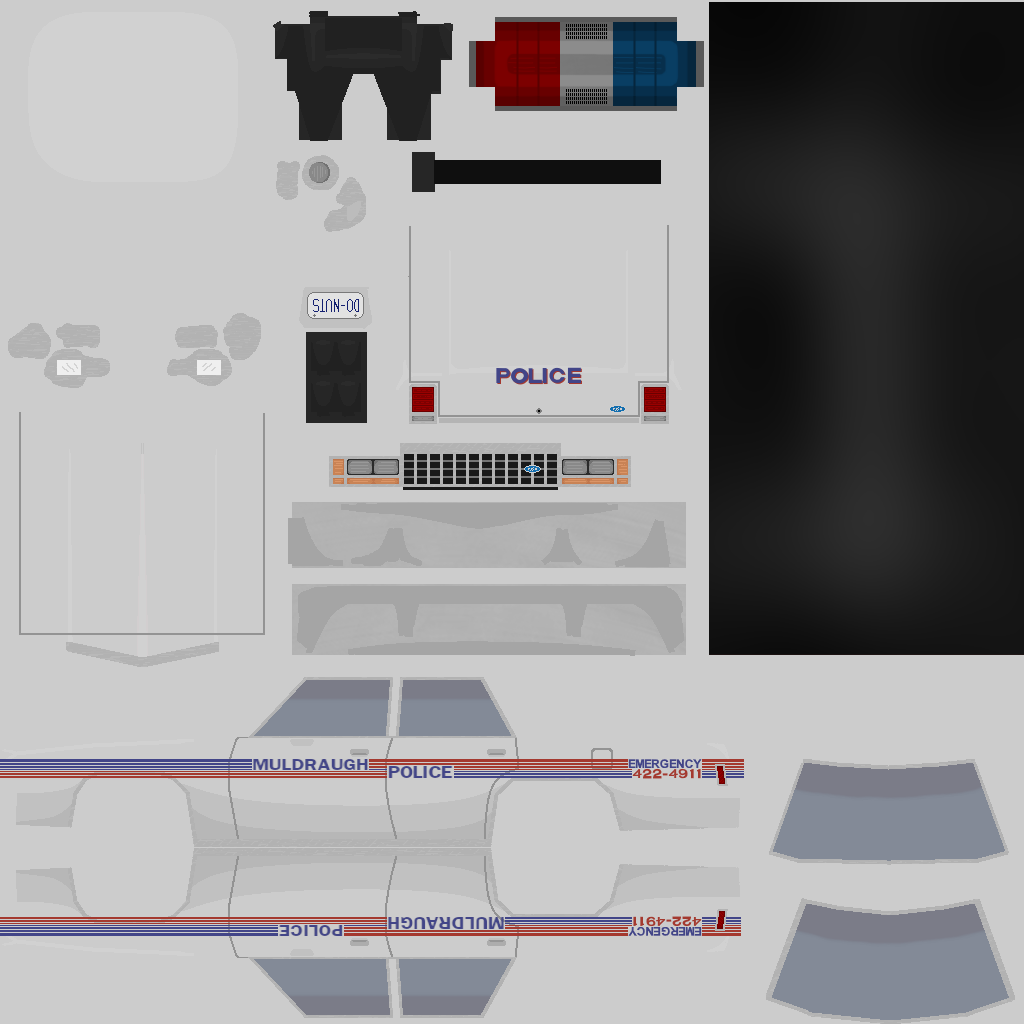 DO-NUTS
POLICE
MULDRAUGH
POLICE
EMERGENCY
422-4911
MULDRAUGH
POLICE
422-4911
EMERGENCY